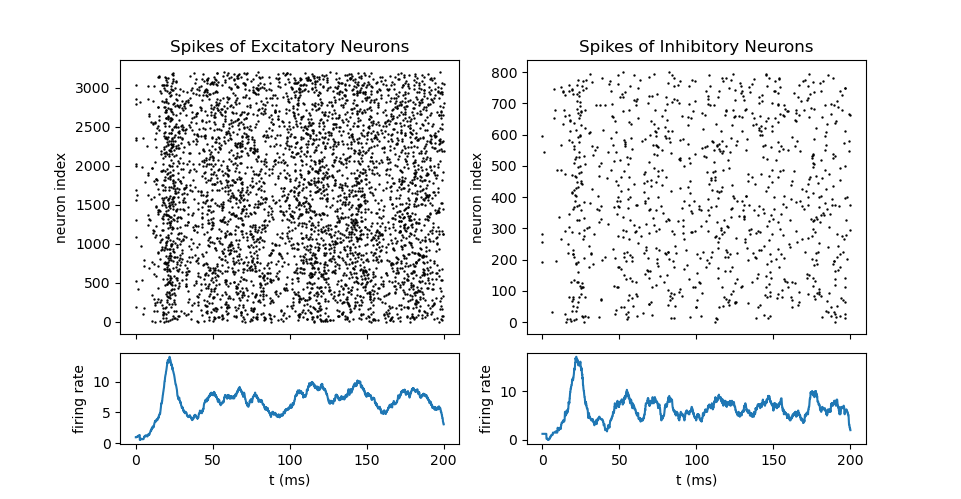 Spikes of Excitatory Neurons
3000
2500
2000
1500
1000
500
0
neuron index
10
5
0
firing rate
0 50 100 150 200
t (ms)
Spikes of Inhibitory Neurons
800
700
600
500
400
300
200
100
0
neuron index
10
0
firing rate
0 50 100 150 200
t (ms)